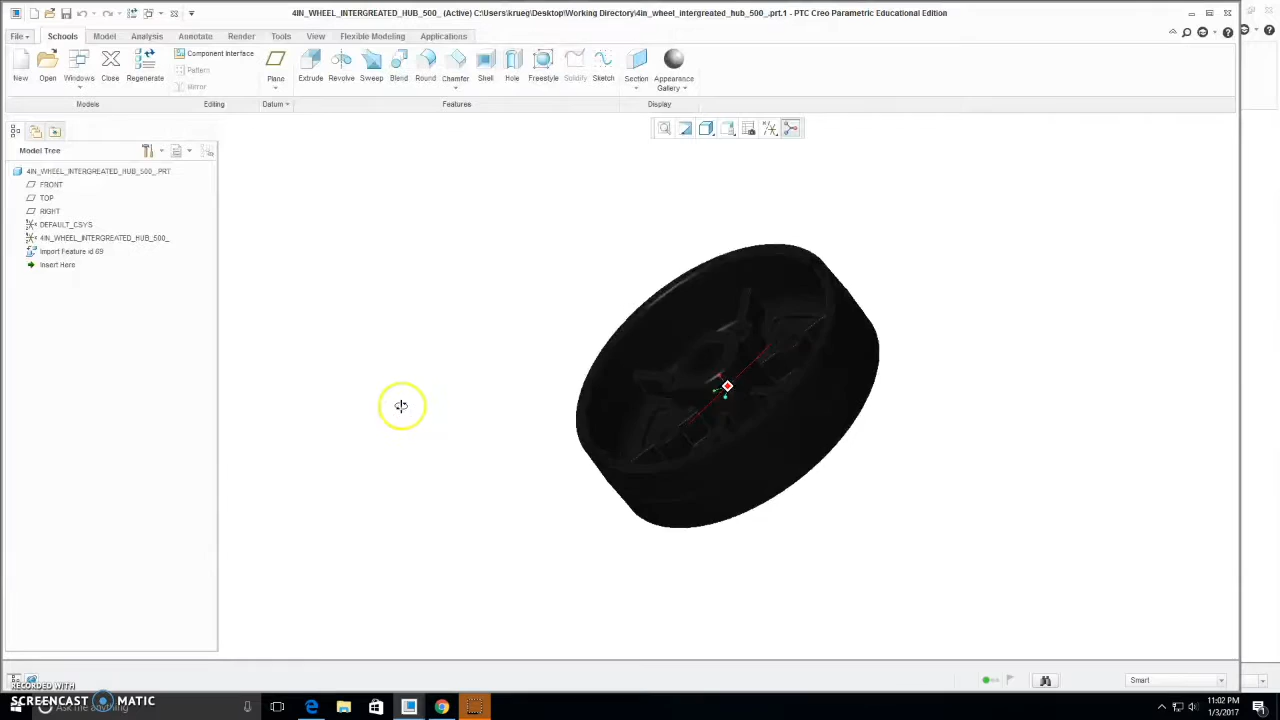 4IN_WHEEL_INTERGREATED_HUB_500_ (Active) C:\Users\krueg\Desktop\Working Directory\4in_wheel_intergreated_hub_500_.prt.1 - PTC Creo Parametric Educational Edition
File Schools Model Analysis Annotate Render Tools View Flexible Modeling Applications
New Open Windows Close Regenerate
Component Interface
Pattern
Mirror
Plane
Extrude Revolve Sweep Blend Round Chamfer Shell Hole Freestyle Solidify Sketch
Section
Appearance
Gallery
Models Editing Datum Features Display
Model Tree
4IN_WHEEL_INTERGREATED_HUB_500_.PRT
FRONT
TOP
RIGHT
DEFAULT_CSYS
4IN_WHEEL_INTERGREATED_HUB_500_
Import Feature id 69
Insert Here
Smart
RECORDED WITH
SCREENCAST MATIC
Ask me anything
11:02 PM
1/3/2017